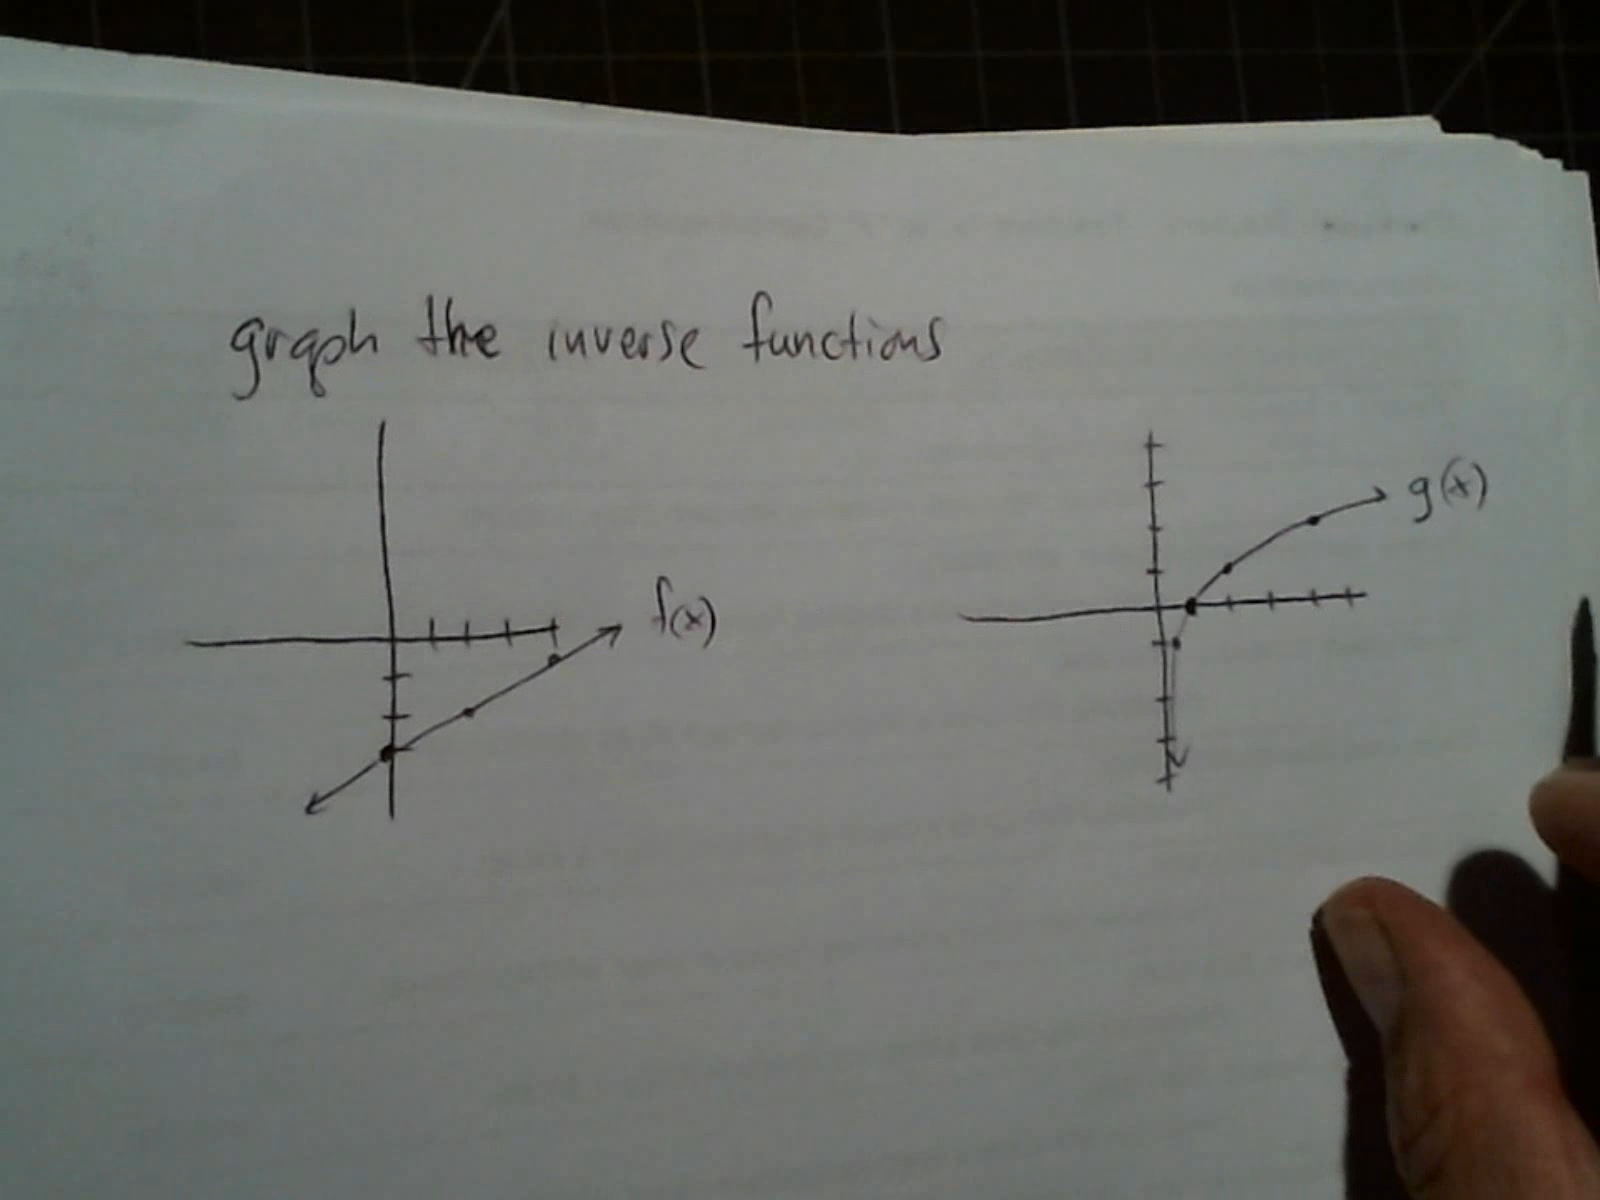 graph the inverse functions
g(x)
f(x)